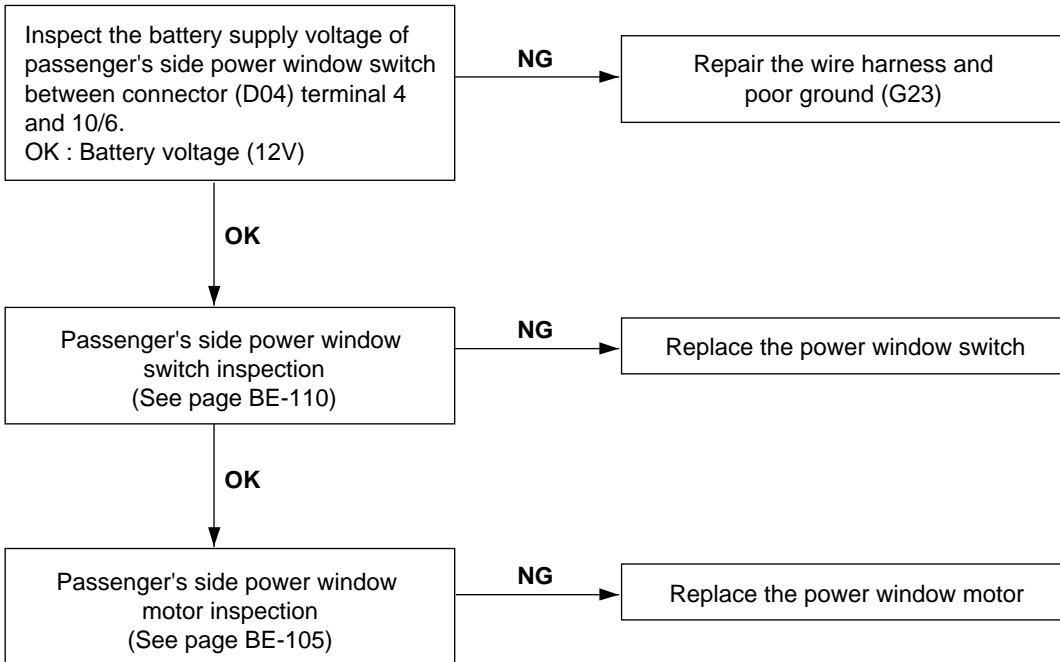 Inspect the battery supply voltage of
passenger's side power window switch
between connector (D04) terminal 4
and 10/6.
OK : Battery voltage (12V)
NG
Repair the wire harness and
poor ground (G23)
OK
Passenger's side power window
switch inspection
(See page BE-110)
NG
Replace the power window switch
OK
Passenger's side power window
motor inspection
(See page BE-105)
NG
Replace the power window motor